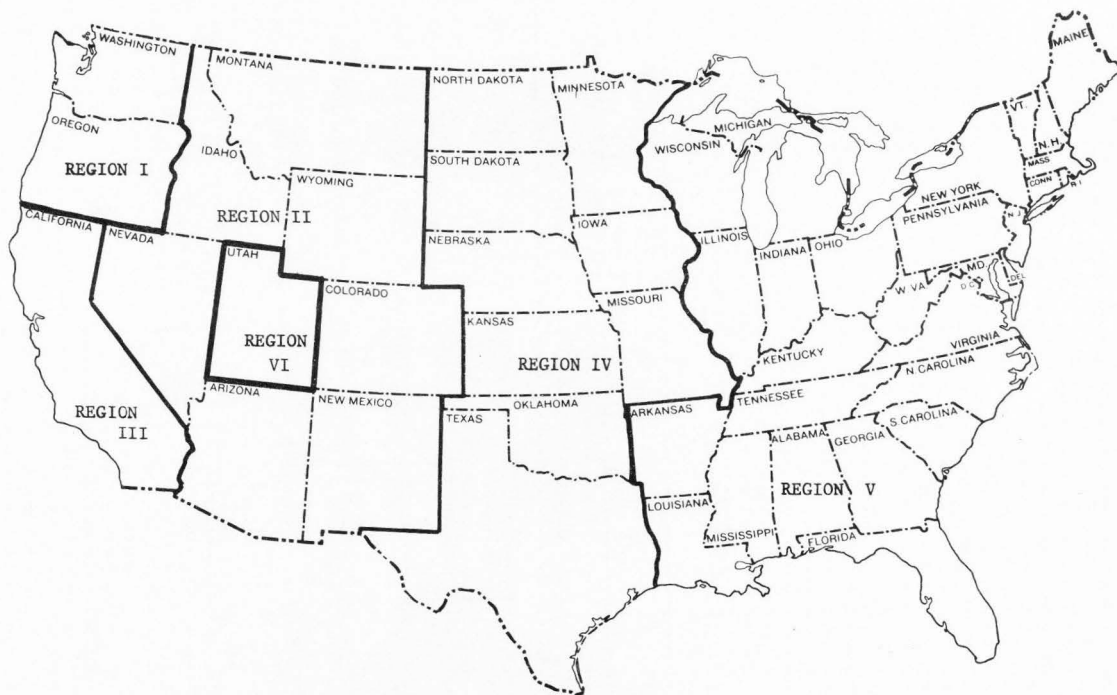 WASHINGTON
MONTANA
NORTH DAKOTA
MINNESOTA
MAINE
OREGON
IDAHO
MICHIGAN
VT.
N.H.
WISCONSIN
SOUTH DAKOTA
MASS
REGION I
WYOMING
CONN
R I
NEW YORK
CALIFORNIA
NEVADA
REGION II
PENNSYLVANIA
N.J.
UTAH
NEBRASKA
IOWA
ILLINOIS
INDIANA
OHIO
MD.
W. VA.
DEL
D.C.
COLORADO
MISSOURI
KANSAS
REGION
VI
REGION IV
KENTUCKY
VIRGINIA
N.CAROLINA
ARIZONA
NEW MEXICO
TEXAS
OKLAHOMA
ARKANSAS
TENNESSEE
REGION
III
ALABAMA
GEORGIA
S.CAROLINA
REGION V
LOUISIANA
MISSISSIPPI
FLORIDA